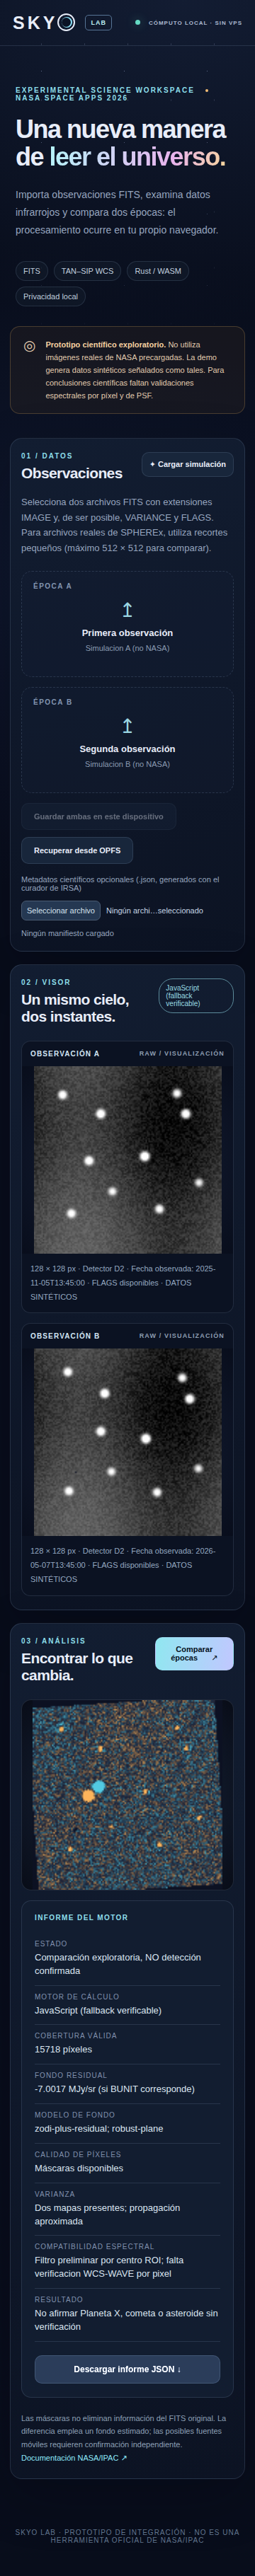 SKYO LAB CÓMPUTO LOCAL · SIN VPS
EXPERIMENTAL SCIENCE WORKSPACE •
NASA SPACE APPS 2026
Una nueva manera
de leer el universo.
Importa observaciones FITS, examina datos
infrarrojos y compara dos épocas: el
procesamiento ocurre en tu propio navegador.
FITS TAN–SIP WCS Rust / WASM
Privacidad local
Prototipo científico exploratorio. No utiliza
imágenes reales de NASA precargadas. La demo
genera datos sintéticos señalados como tales. Para
conclusiones científicas faltan validaciones
espectrales por píxel y de PSF.
01 / DATOS
Observaciones
✦ Cargar simulación
Selecciona dos archivos FITS con extensiones
IMAGE y, de ser posible, VARIANCE y FLAGS.
Para archivos reales de SPHEREx, utiliza recortes
pequeños (máximo 512 × 512 para comparar).
ÉPOCA A
↥
Primera observación
Simulacion A (no NASA)
ÉPOCA B
↥
Segunda observación
Simulacion B (no NASA)
Guardar ambas en este dispositivo
Recuperar desde OPFS
Metadatos científicos opcionales (.json, generados con el
curador de IRSA)
Seleccionar archivo Ningún archi…seleccionado
Ningún manifiesto cargado
02 / VISOR
Un mismo cielo,
dos instantes.
JavaScript
(fallback
verificable)
OBSERVACIÓN A RAW / VISUALIZACIÓN
128 × 128 px · Detector D2 · Fecha observada: 2025-
11-05T13:45:00 · FLAGS disponibles · DATOS
SINTÉTICOS
OBSERVACIÓN B RAW / VISUALIZACIÓN
128 × 128 px · Detector D2 · Fecha observada: 2026-
05-07T13:45:00 · FLAGS disponibles · DATOS
SINTÉTICOS
03 / ANÁLISIS
Encontrar lo que
cambia.
Comparar
épocas ↗
INFORME DEL MOTOR
ESTADO
Comparación exploratoria, NO detección
confirmada
MOTOR DE CÁLCULO
JavaScript (fallback verificable)
COBERTURA VÁLIDA
15718 píxeles
FONDO RESIDUAL
-7.0017 MJy/sr (si BUNIT corresponde)
MODELO DE FONDO
zodi-plus-residual; robust-plane
CALIDAD DE PÍXELES
Máscaras disponibles
VARIANZA
Dos mapas presentes; propagación
aproximada
COMPATIBILIDAD ESPECTRAL
Filtro preliminar por centro ROI; falta
verificacion WCS-WAVE por pixel
RESULTADO
No afirmar Planeta X, cometa o asteroide sin
verificación
Descargar informe JSON ↓
Las máscaras no eliminan información del FITS original. La
diferencia emplea un fondo estimado; las posibles fuentes
móviles requieren confirmación independiente.
Documentación NASA/IPAC ↗
SKYO LAB · PROTOTIPO DE INTEGRACIÓN · NO ES UNA
HERRAMIENTA OFICIAL DE NASA/IPAC